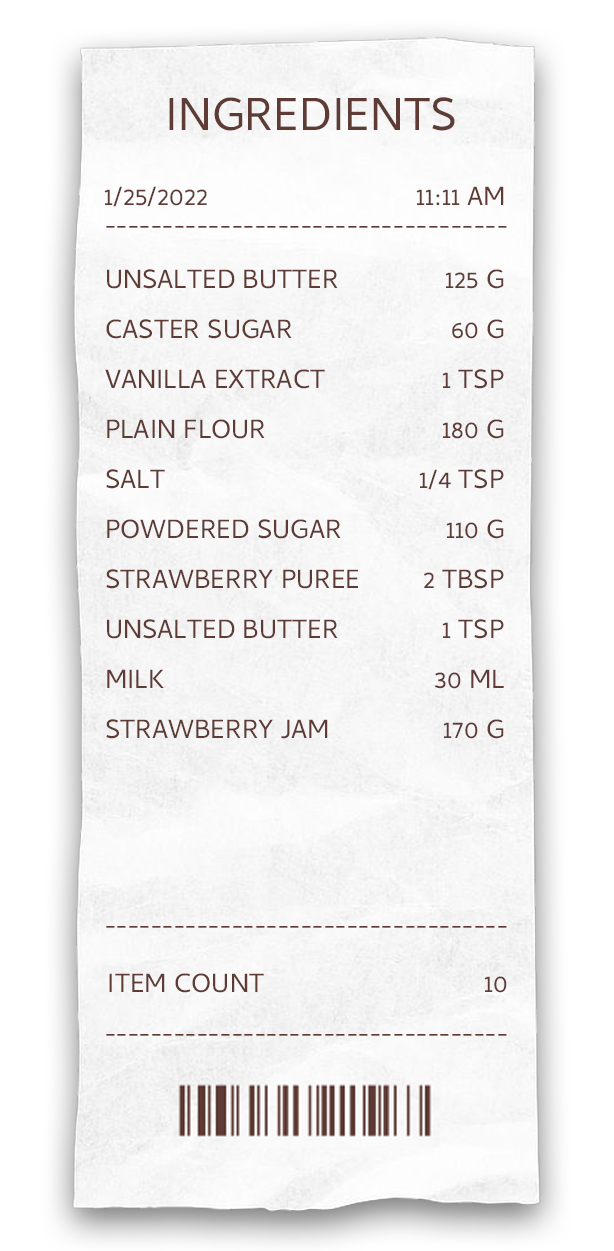 INGREDIENTS
1/25/2022 11:11 AM
UNSALTED BUTTER 125 G
CASTER SUGAR 60 G
VANILLA EXTRACT 1 TSP
PLAIN FLOUR 180 G
SALT 1/4 TSP
POWDERED SUGAR 110 G
STRAWBERRY PUREE 2 TBSP
UNSALTED BUTTER 1 TSP
MILK 30 ML
STRAWBERRY JAM 170 G
ITEM COUNT 10